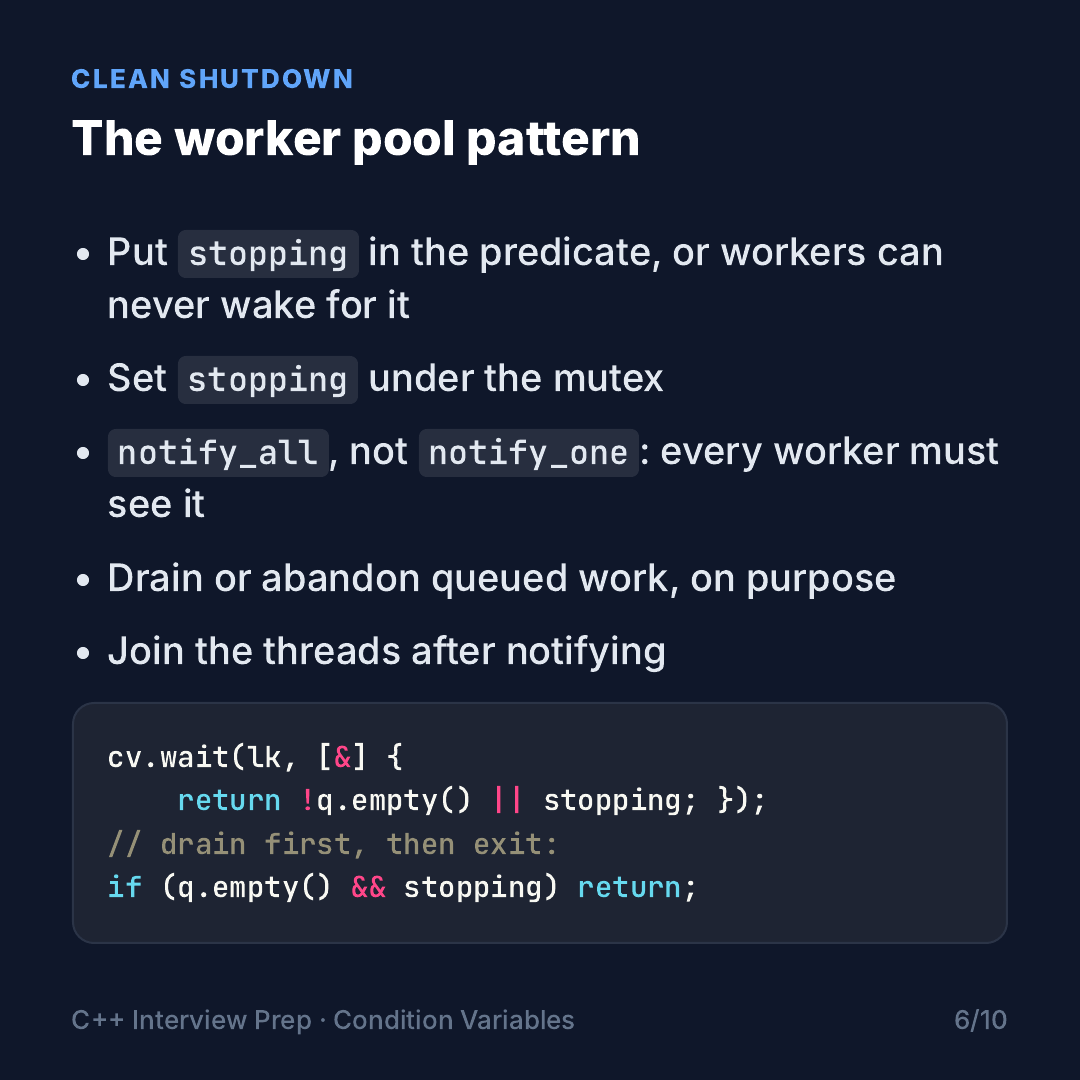 CLEAN SHUTDOWN
The worker pool pattern
• Put stopping in the predicate, or workers can
never wake for it
• Set stopping under the mutex
• notify_all, not notify_one: every worker must
see it
• Drain or abandon queued work, on purpose
• Join the threads after notifying
cv.wait(lk, [&] {
    return !q.empty() || stopping; });
// drain first, then exit:
if (q.empty() && stopping) return;
C++ Interview Prep · Condition Variables
6/10